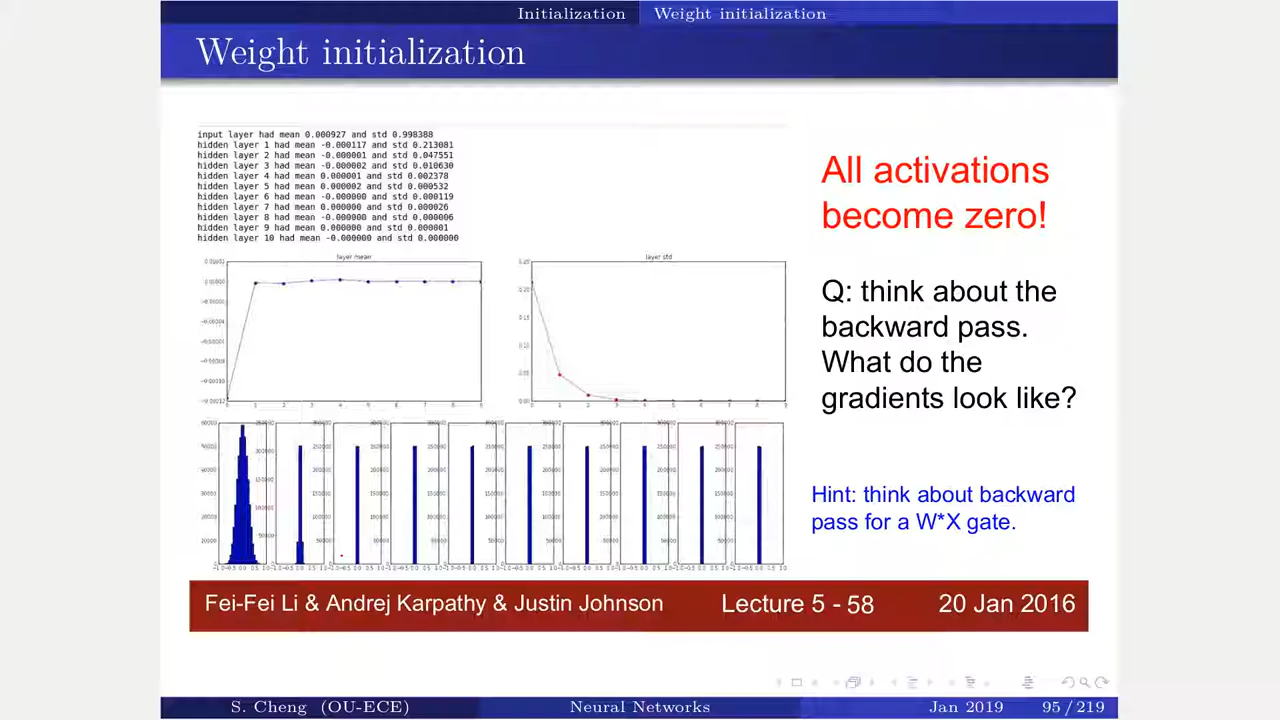 Initialization Weight initialization
Weight initialization
input layer had mean 0.000927 and std 0.998388
hidden layer 1 had mean -0.000117 and std 0.213081
hidden layer 2 had mean -0.000001 and std 0.047551
hidden layer 3 had mean -0.000002 and std 0.010630
hidden layer 4 had mean 0.000001 and std 0.002378
hidden layer 5 had mean 0.000002 and std 0.000532
hidden layer 6 had mean -0.000000 and std 0.000119
hidden layer 7 had mean 0.000000 and std 0.000026
hidden layer 8 had mean -0.000000 and std 0.000006
hidden layer 9 had mean 0.000000 and std 0.000001
hidden layer 10 had mean -0.000000 and std 0.000000
layer mean
layer std
All activations
become zero!
Q: think about the
backward pass.
What do the
gradients look like?
Hint: think about backward
pass for a W*X gate.
Fei-Fei Li & Andrej Karpathy & Justin Johnson Lecture 5 - 58 20 Jan 2016
S. Cheng (OU-ECE) Neural Networks Jan 2019 95 / 219